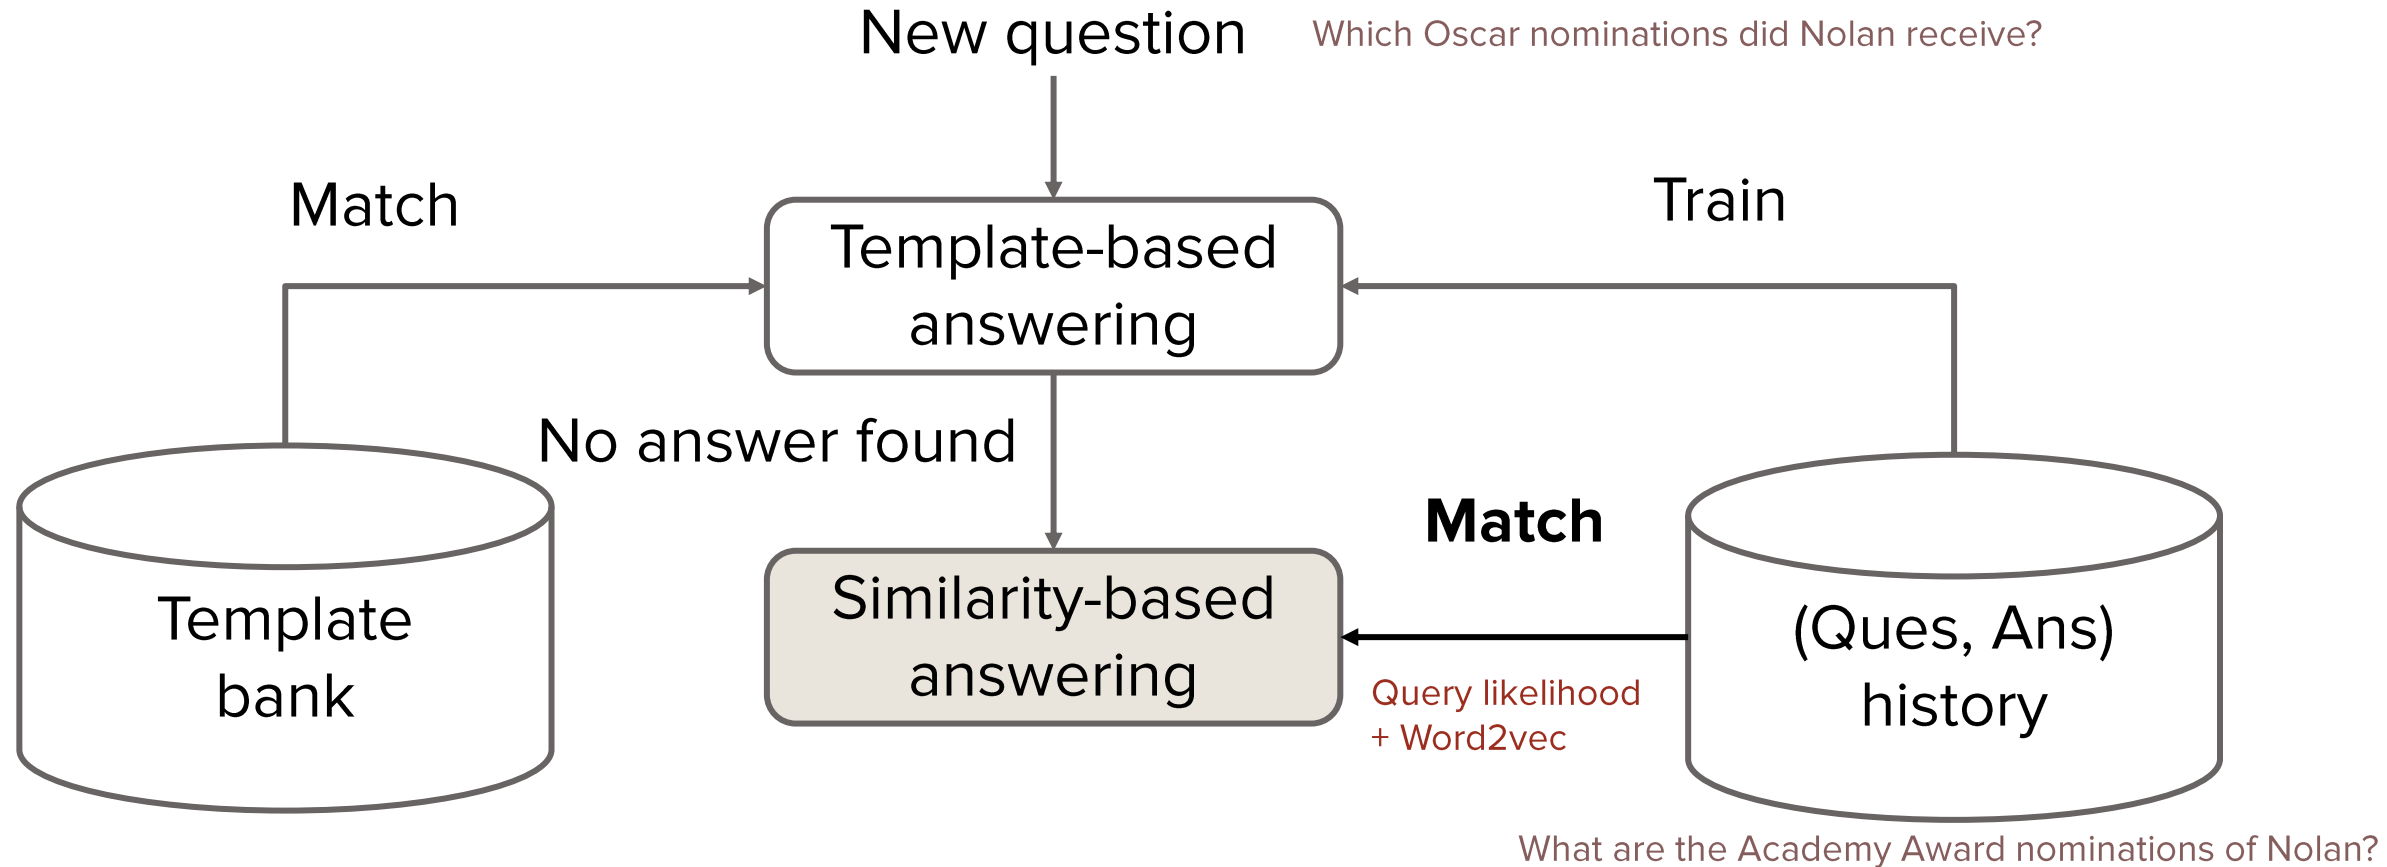 New question
Which Oscar nominations did Nolan receive?
Match
Train
Template-based
answering
No answer found
Match
Template
bank
Similarity-based
answering
Query likelihood
+ Word2vec
(Ques, Ans)
history
What are the Academy Award nominations of Nolan?